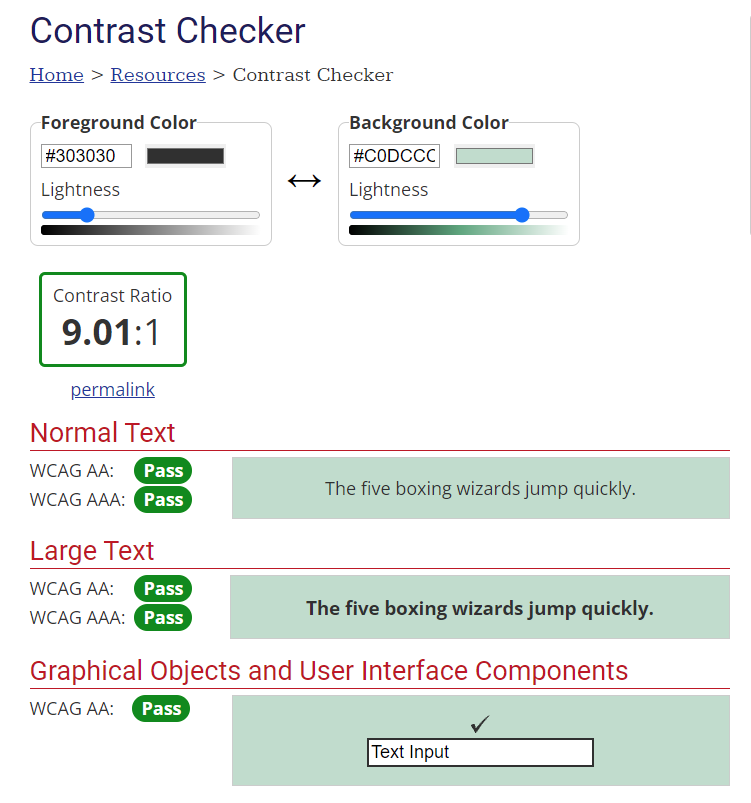 Contrast Checker
Home > Resources > Contrast Checker
Foreground Color
#303030
Lightness
Background Color
#C0DCCC
Lightness
Contrast Ratio
9.01:1
permalink
Normal Text
WCAG AA: Pass
WCAG AAA: Pass
The five boxing wizards jump quickly.
Large Text
WCAG AA: Pass
WCAG AAA: Pass
The five boxing wizards jump quickly.
Graphical Objects and User Interface Components
WCAG AA: Pass
Text Input